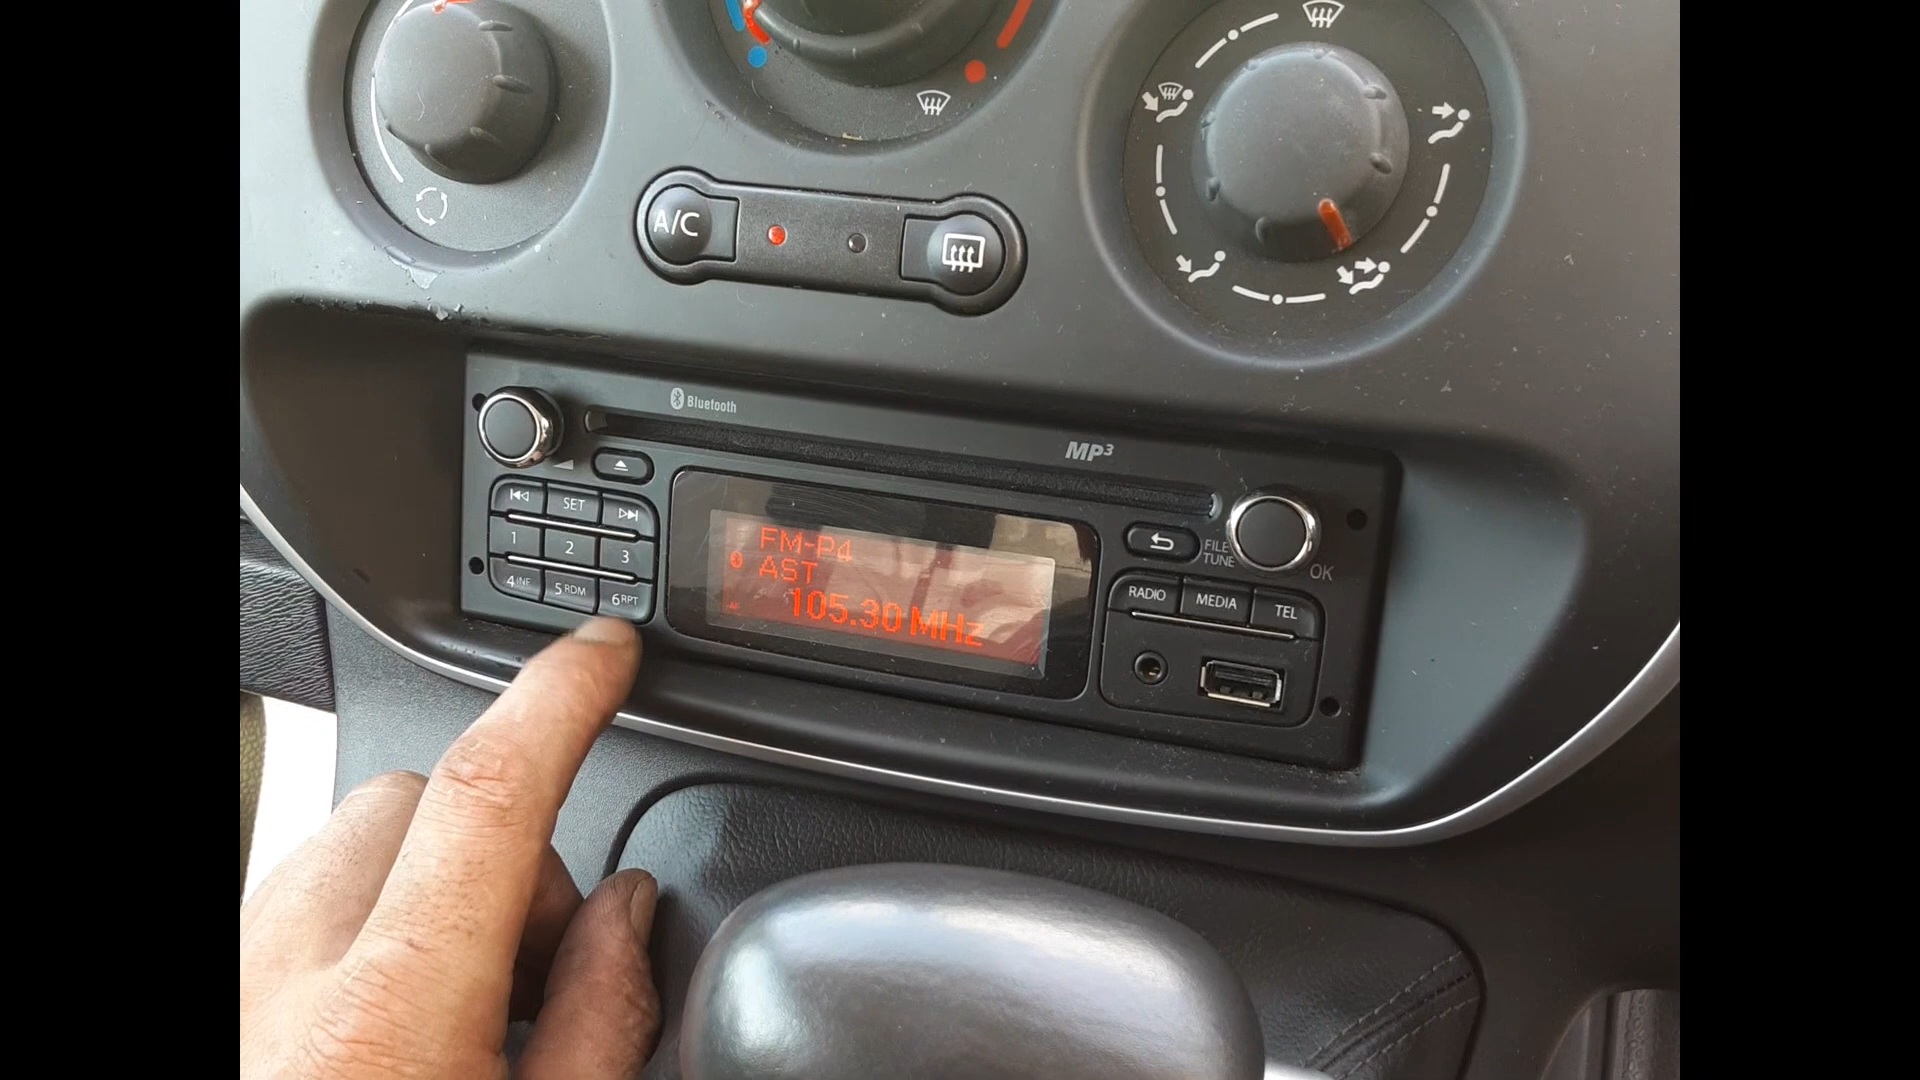 A/C
Bluetooth
MP3
SET
1
2
3
4 INF
5 RDM
6 RPT
FM-P4
AST
105.30 MHz
AF
FILE
TUNE
OK
RADIO
MEDIA
TEL